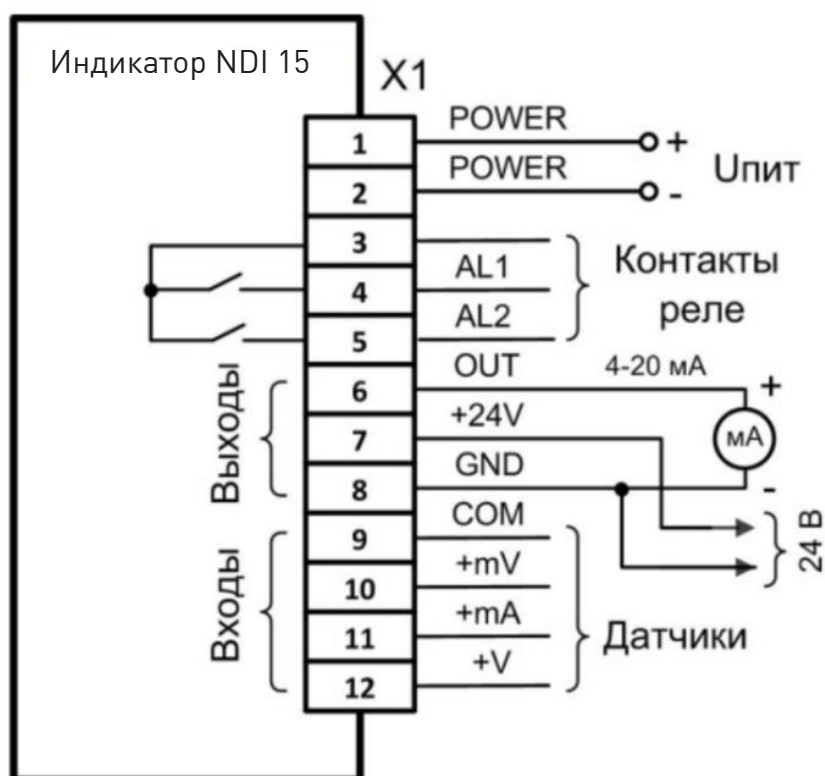 Индикатор NDI 15
X1
1
POWER
+
2
POWER
-
Uпит
3
4
AL1
5
AL2
Контакты
реле
6
OUT
4-20 мА
+
7
+24V
мА
8
GND
-
Выходы
24 В
9
COM
10
+mV
11
+mA
12
+V
Входы
Датчики